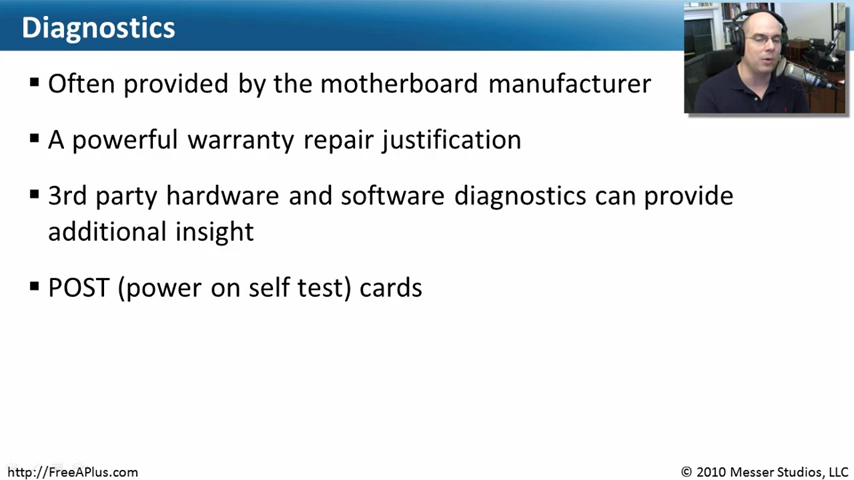 Diagnostics
▪ Often provided by the motherboard manufacturer
▪ A powerful warranty repair justification
▪ 3rd party hardware and software diagnostics can provide
additional insight
▪ POST (power on self test) cards
http://FreeAPlus.com
© 2010 Messer Studios, LLC